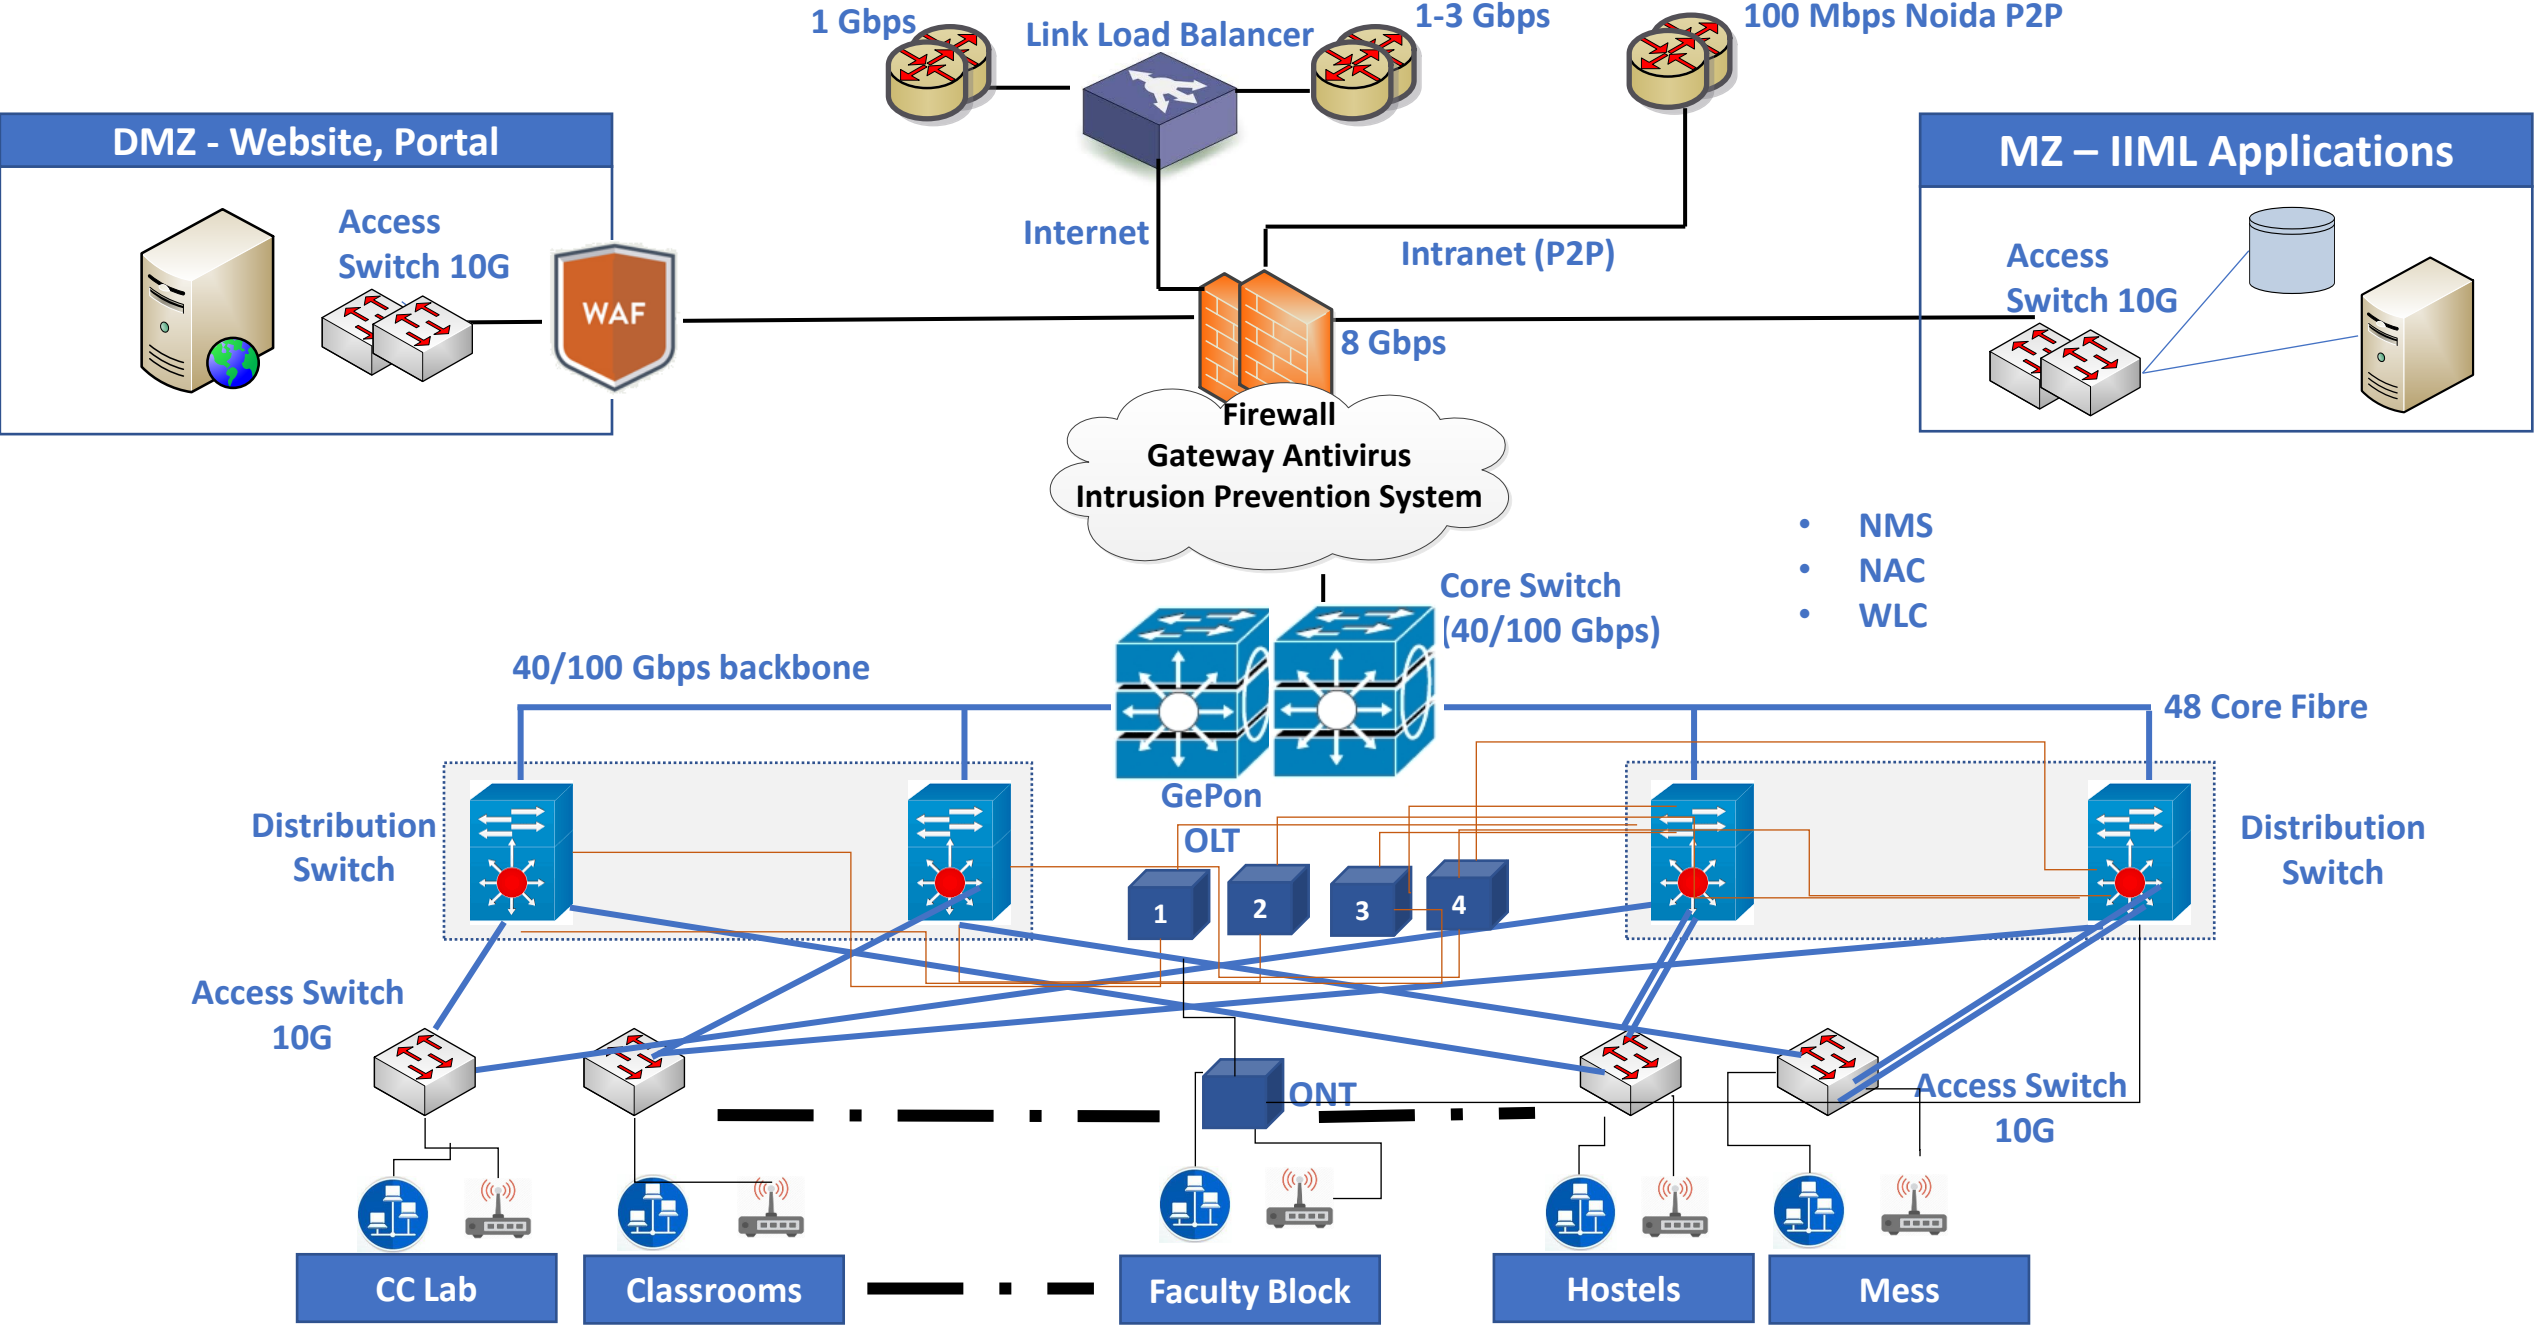 1 Gbps
Link Load Balancer
1-3 Gbps
100 Mbps Noida P2P
DMZ - Website, Portal
MZ – IIML Applications
Access
Switch 10G
WAF
Internet
Intranet (P2P)
Access
Switch 10G
8 Gbps
Firewall
Gateway Antivirus
Intrusion Prevention System
• NMS
• NAC
• WLC
Core Switch
(40/100 Gbps)
40/100 Gbps backbone
48 Core Fibre
GePon
OLT
Distribution
Switch
Distribution
Switch
1
2
3
4
Access Switch
10G
ONT
Access Switch
10G
CC Lab
Classrooms
Faculty Block
Hostels
Mess